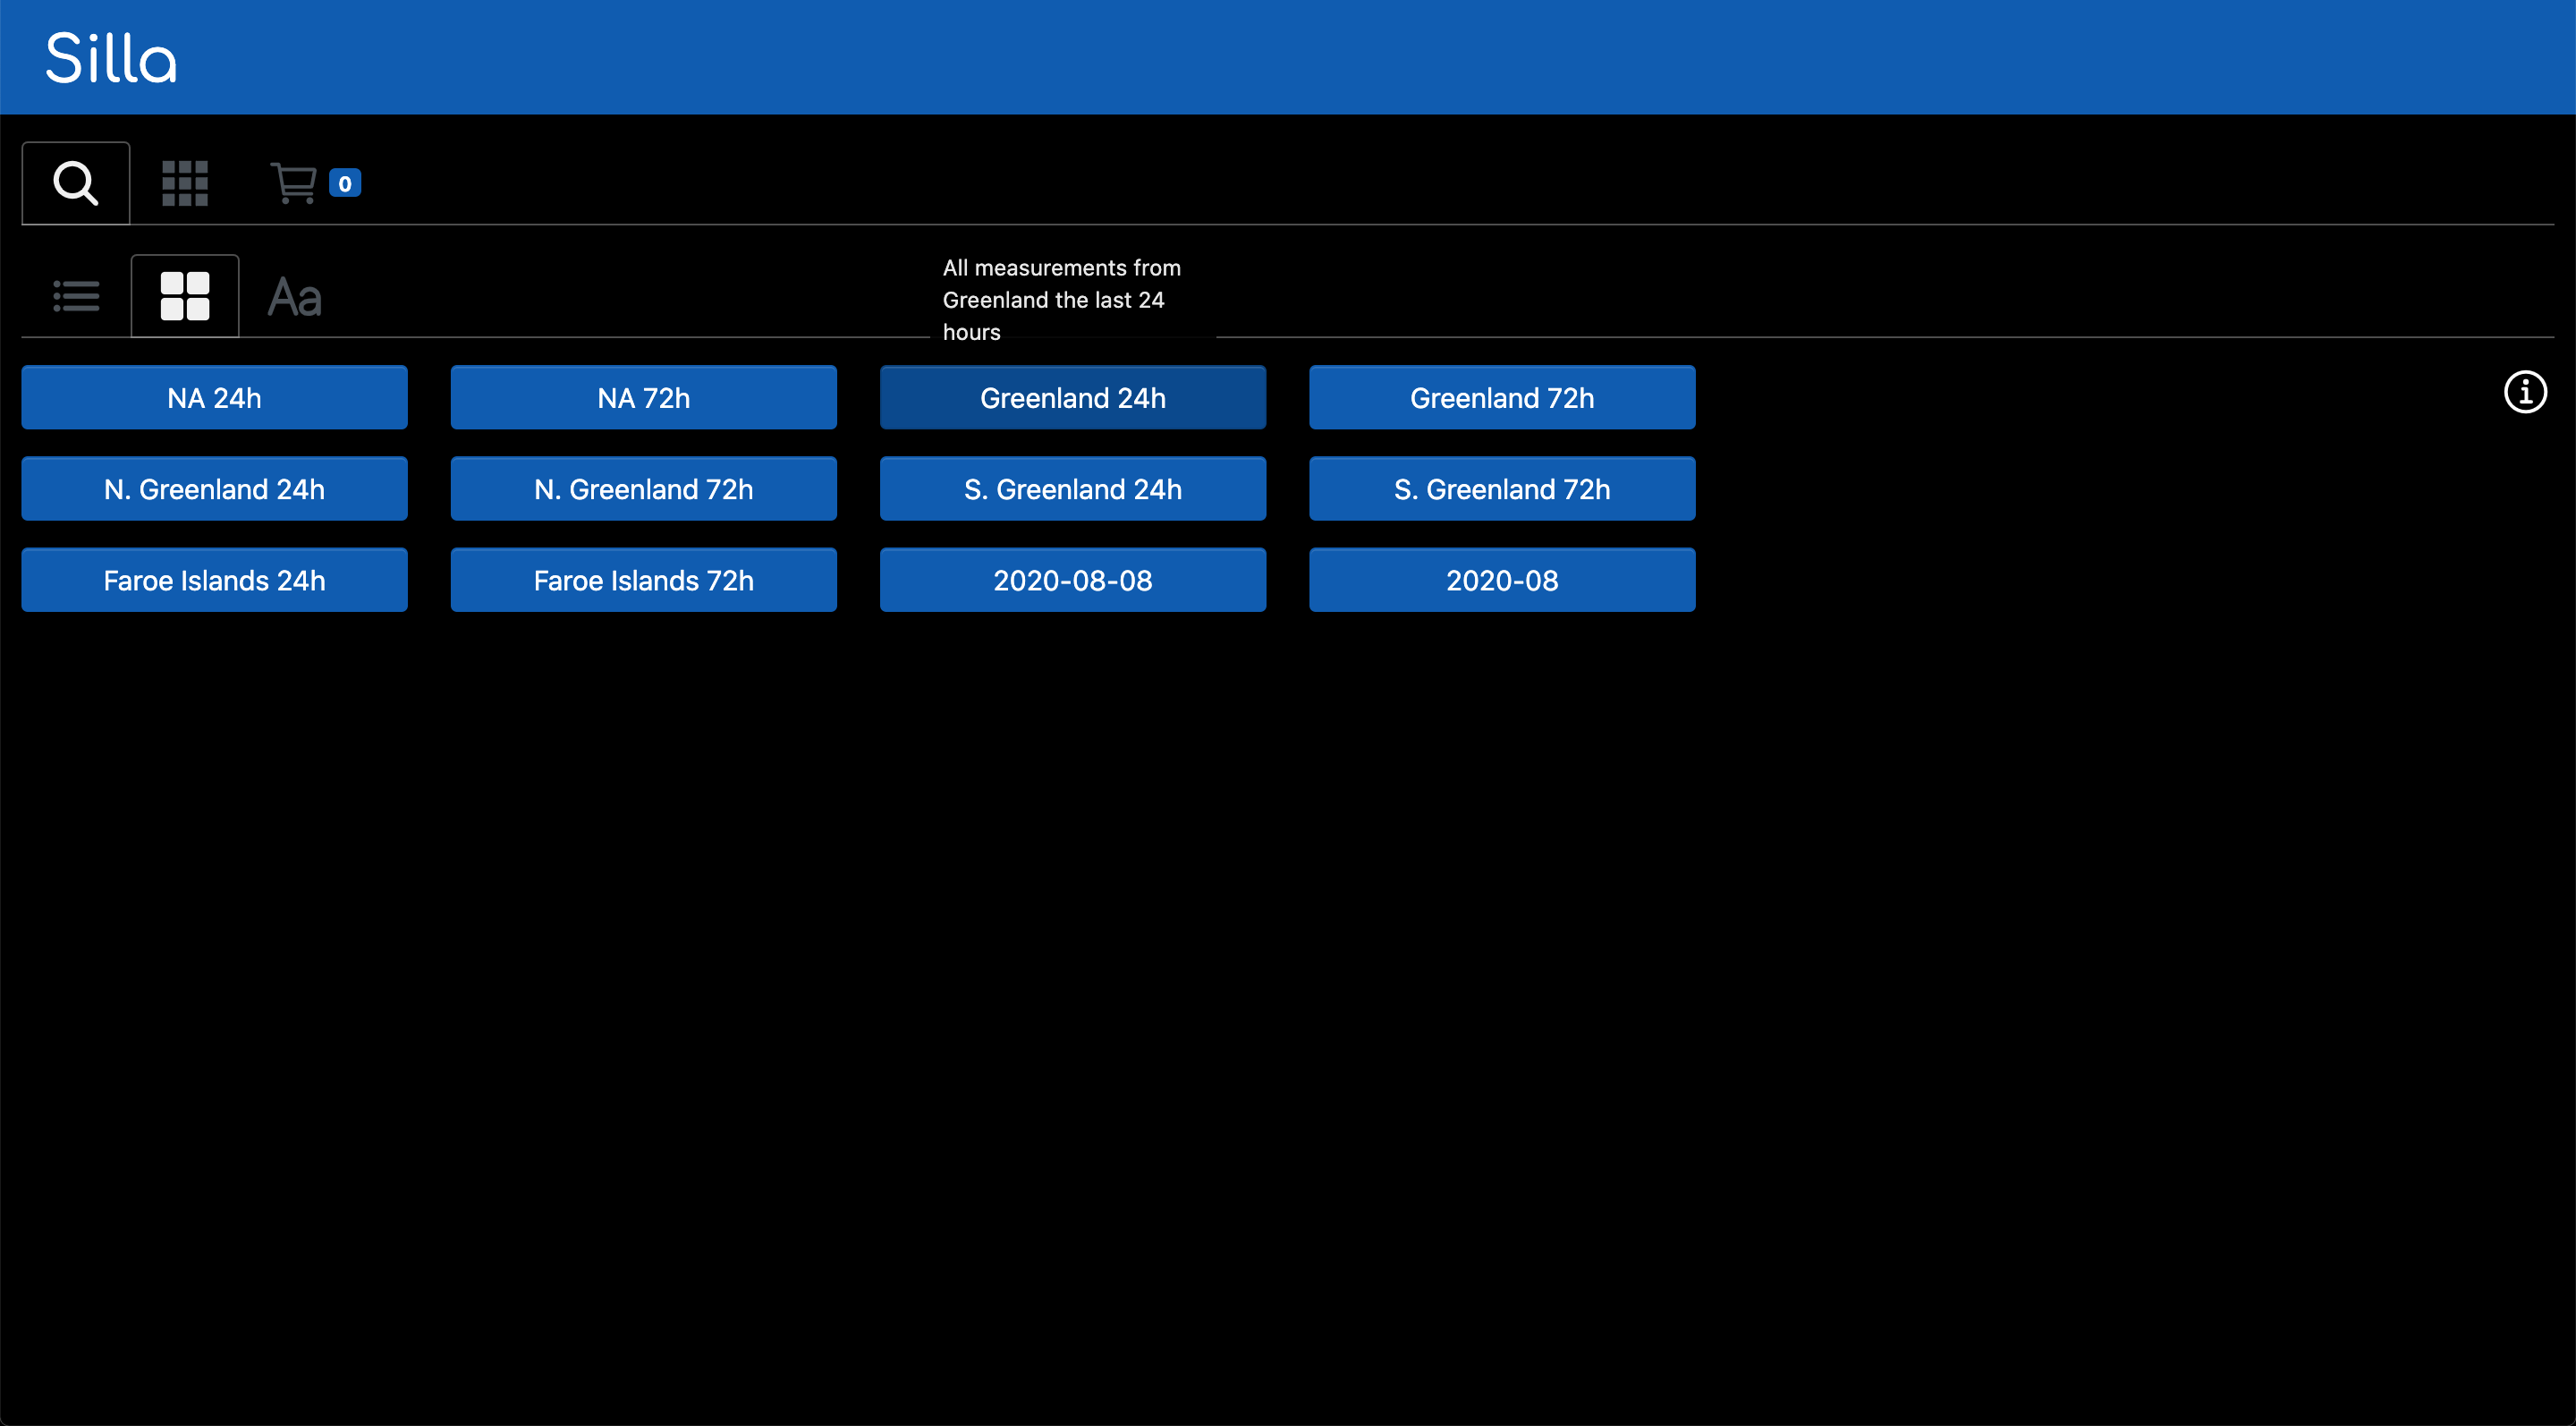 Silla
0
Aa
All measurements from
Greenland the last 24
hours
NA 24h
NA 72h
Greenland 24h
Greenland 72h
N. Greenland 24h
N. Greenland 72h
S. Greenland 24h
S. Greenland 72h
Faroe Islands 24h
Faroe Islands 72h
2020-08-08
2020-08